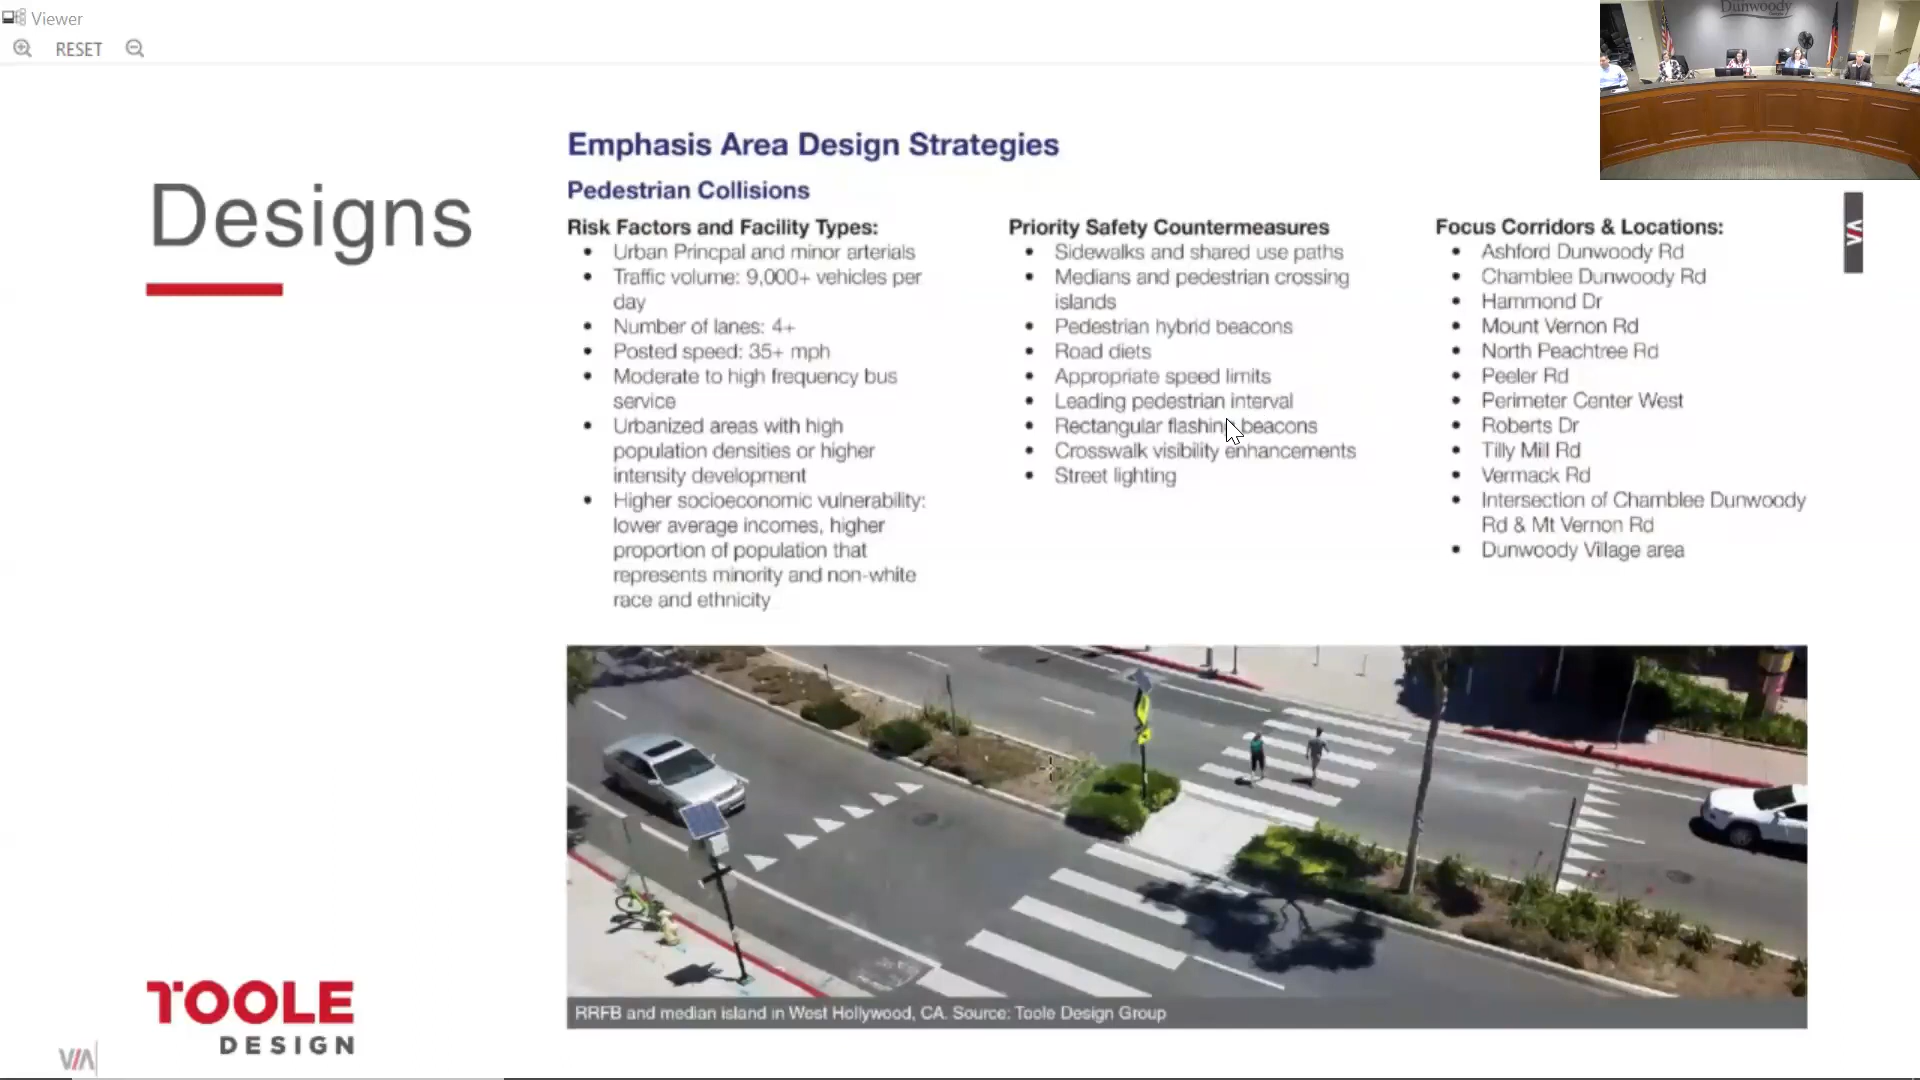 Viewer
RESET
Dunwoody
Designs
Emphasis Area Design Strategies
Pedestrian Collisions
Risk Factors and Facility Types:
• Urban Princpal and minor arterials
• Traffic volume: 9,000+ vehicles per
day
• Number of lanes: 4+
• Posted speed: 35+ mph
• Moderate to high frequency bus
service
• Urbanized areas with high
population densities or higher
intensity development
• Higher socioeconomic vulnerability:
lower average incomes, higher
proportion of population that
represents minority and non-white
race and ethnicity
Priority Safety Countermeasures
• Sidewalks and shared use paths
• Medians and pedestrian crossing
islands
• Pedestrian hybrid beacons
• Road diets
• Appropriate speed limits
• Leading pedestrian interval
• Rectangular flashing beacons
• Crosswalk visibility enhancements
• Street lighting
Focus Corridors & Locations:
• Ashford Dunwoody Rd
• Chamblee Dunwoody Rd
• Hammond Dr
• Mount Vernon Rd
• North Peachtree Rd
• Peeler Rd
• Perimeter Center West
• Roberts Dr
• Tilly Mill Rd
• Vermack Rd
• Intersection of Chamblee Dunwoody
Rd & Mt Vernon Rd
• Dunwoody Village area
VIA
RRFB and median island in West Hollywood, CA. Source: Toole Design Group
TOOLE
DESIGN
VIA